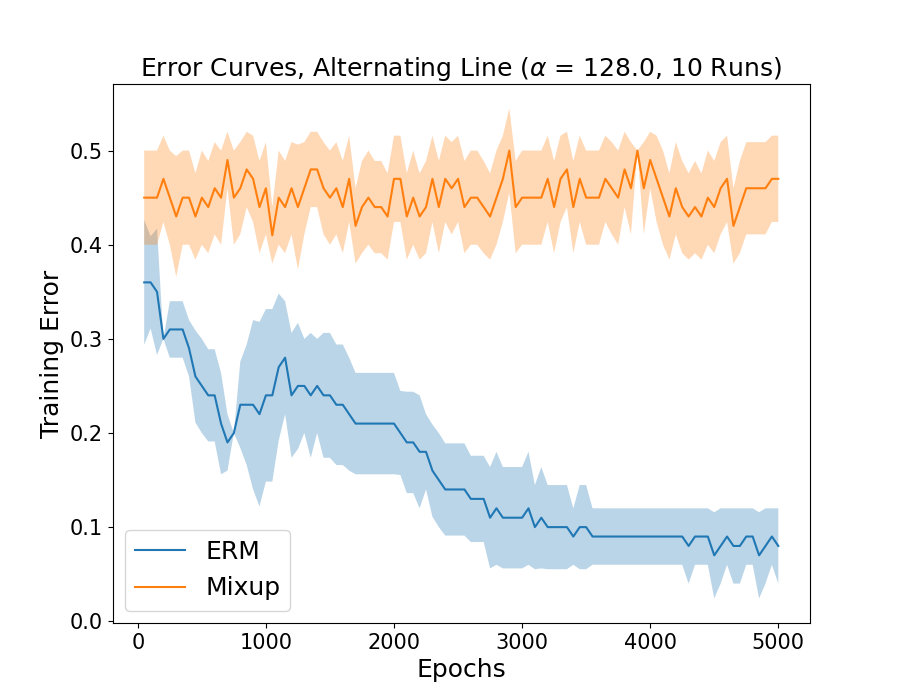 Error Curves, Alternating Line (α = 128.0, 10 Runs)
Training Error
0.5
0.4
0.3
0.2
0.1
0.0
ERM
Mixup
0 1000 2000 3000 4000 5000
Epochs